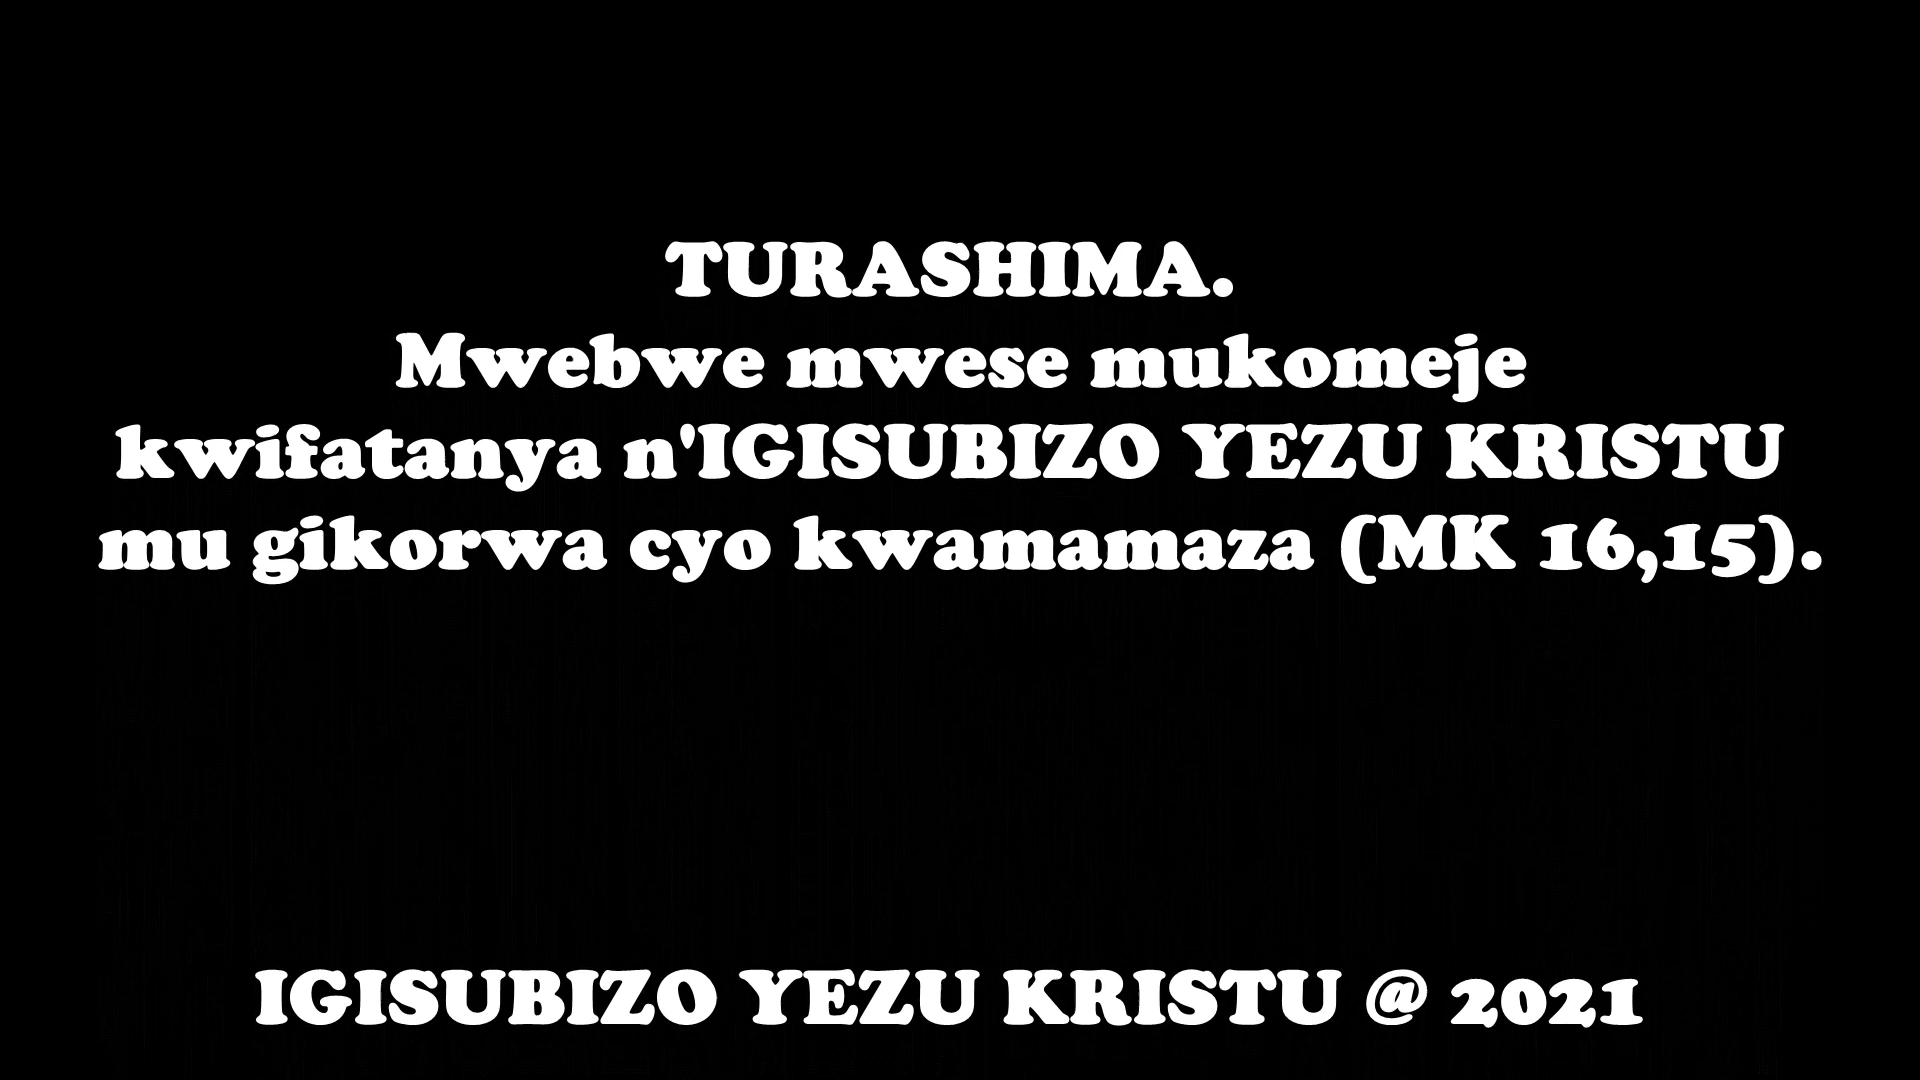 TURASHIMA.
Mwebwe mwese mukomeje
kwifatanya n'IGISUBIZO YEZU KRISTU
mu gikorwa cyo kwamamaza (MK 16,15).
IGISUBIZO YEZU KRISTU @ 2021